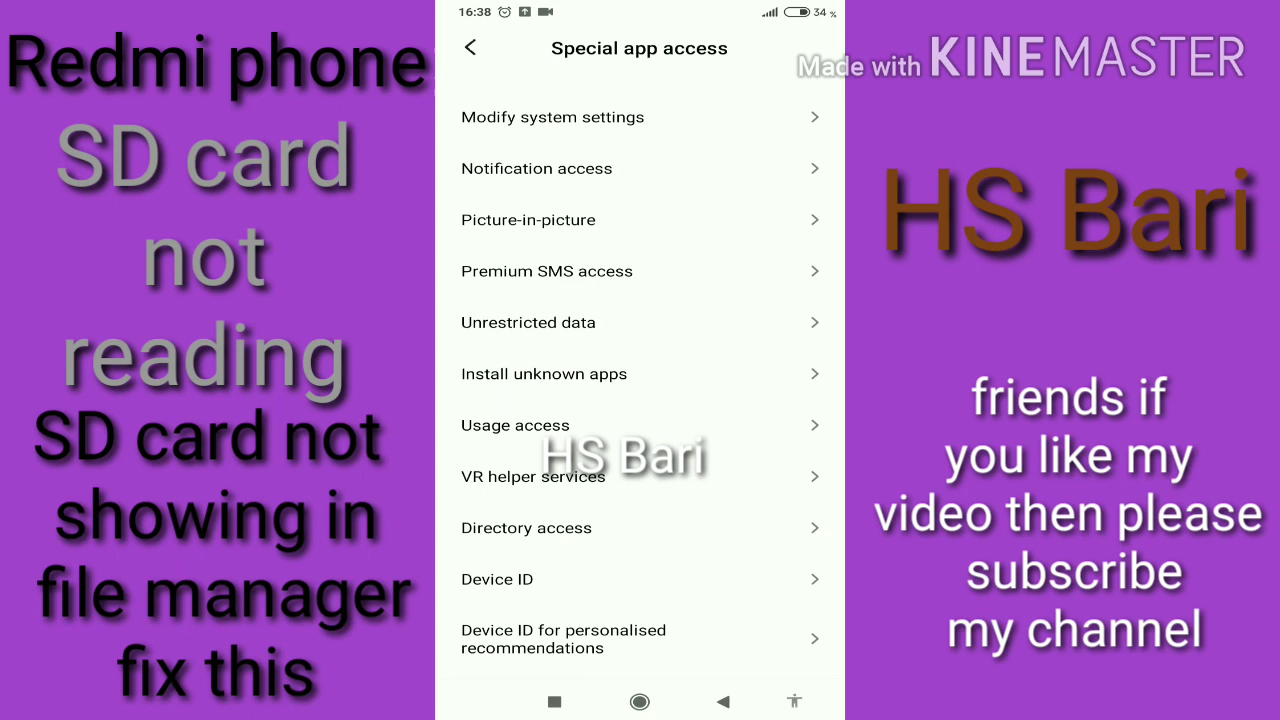 Redmi phone
SD card
not
reading
SD card not
showing in
file manager
fix this
16:38
34 %
Special app access
Modify system settings
Notification access
Picture-in-picture
Premium SMS access
Unrestricted data
Install unknown apps
Usage access
HS Bari
VR helper services
Directory access
Device ID
Device ID for personalised
recommendations
Made with KINEMASTER
HS Bari
friends if
you like my
video then please
subscribe
my channel